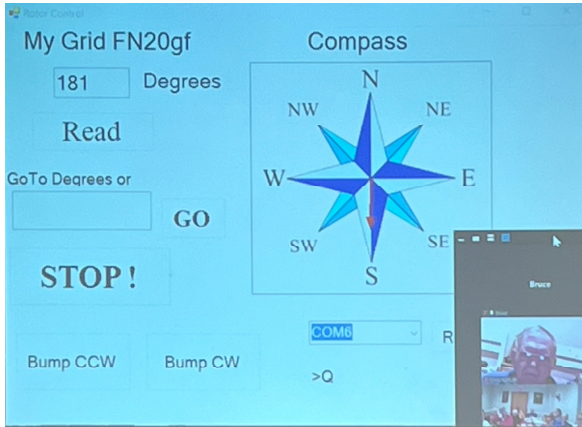 Rotor Control
My Grid FN20gf
Compass
181 Degrees
N
NW NE
Read
W E
GoTo Degrees or
GO
SW SE
S
STOP!
Bruce
COM6
R
Bump CCW Bump CW
>Q